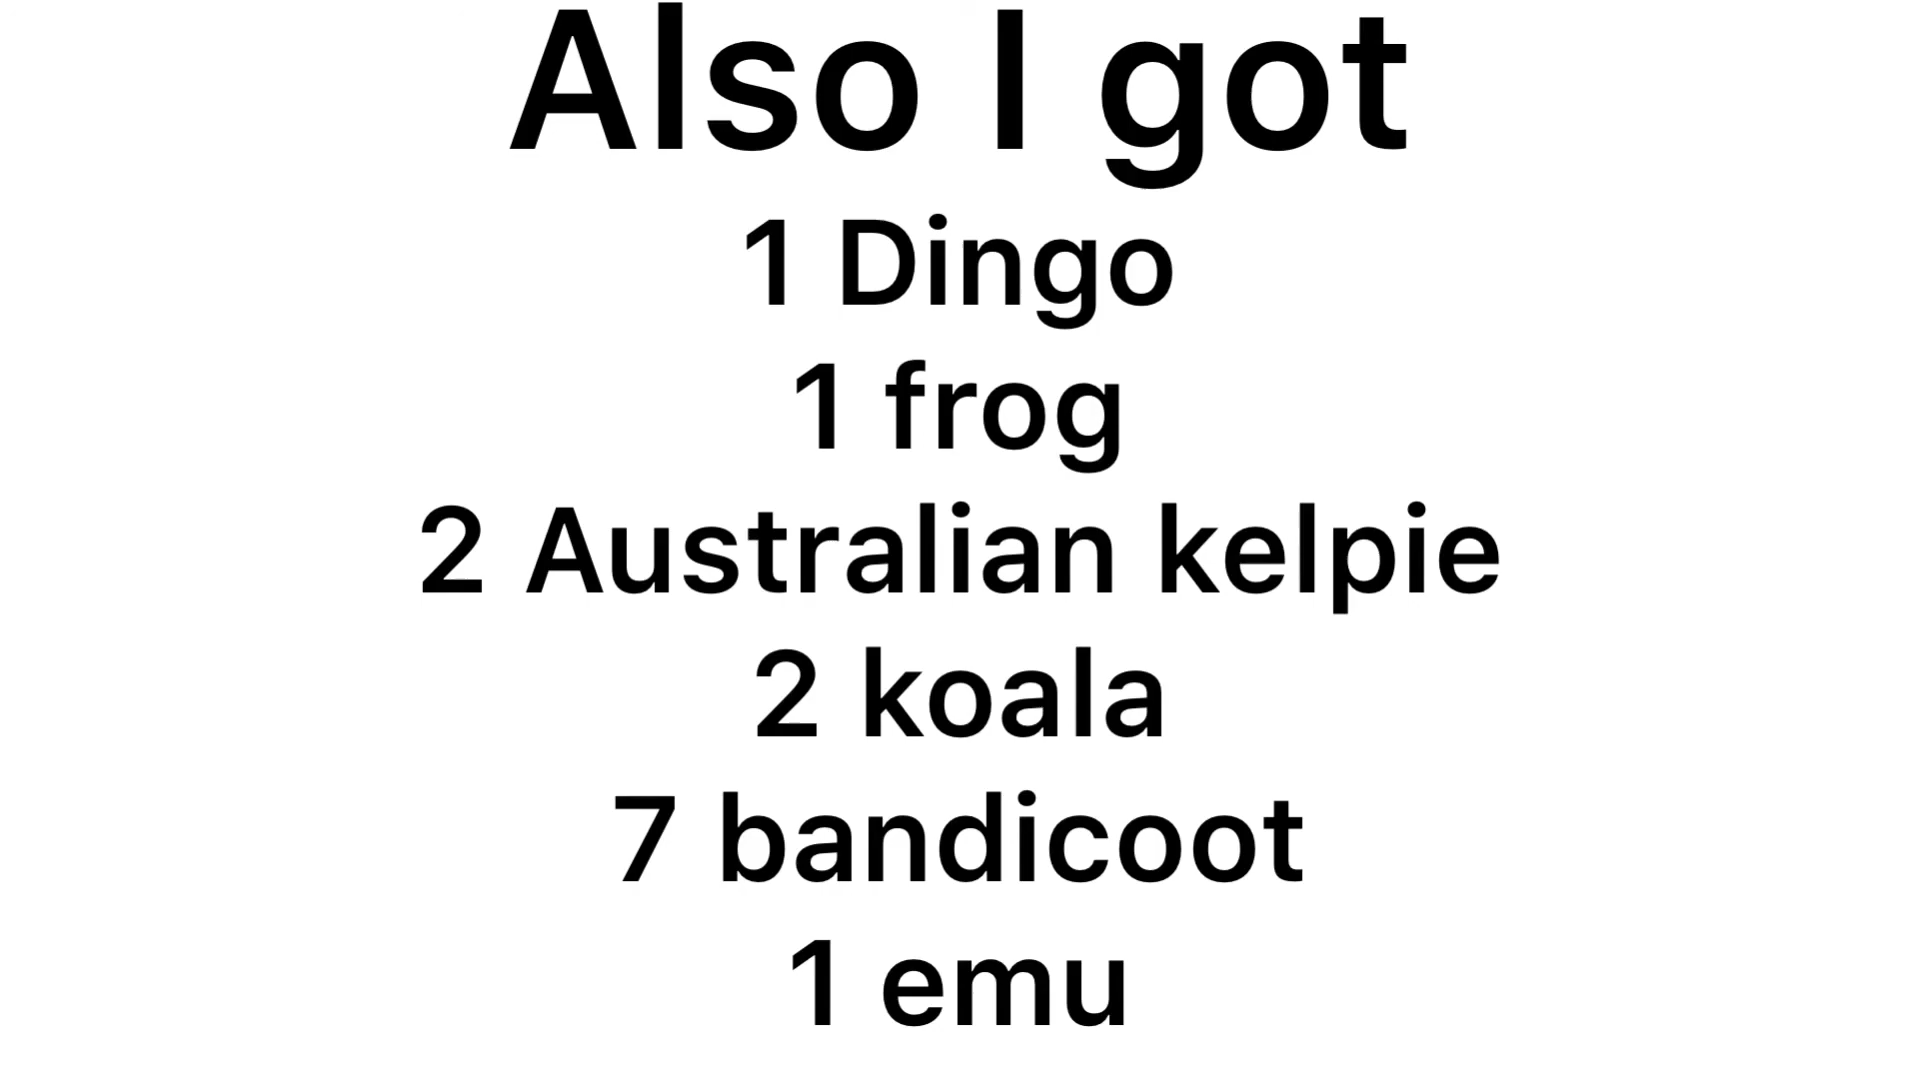 Also I got
1 Dingo
1 frog
2 Australian kelpie
2 koala
7 bandicoot
1 emu